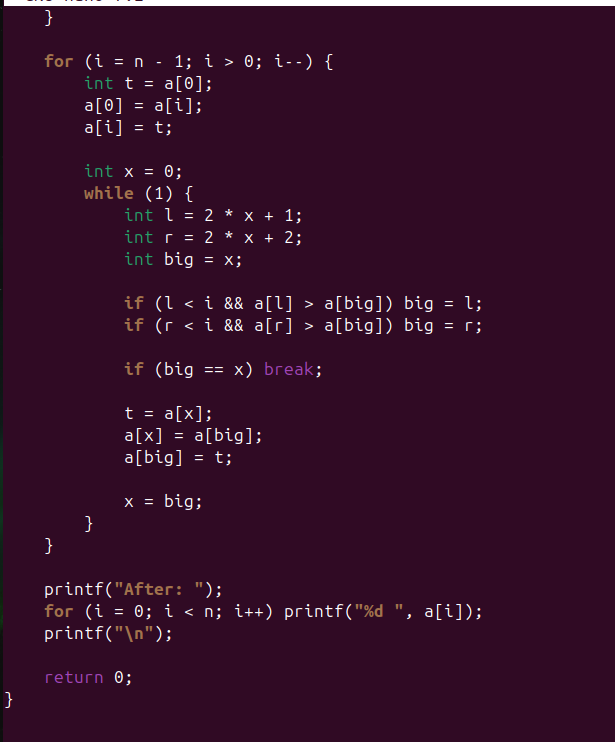 }
for (i = n - 1; i > 0; i--) {
int t = a[0];
a[0] = a[i];
a[i] = t;
int x = 0;
while (1) {
int l = 2 * x + 1;
int r = 2 * x + 2;
int big = x;
if (l < i && a[l] > a[big]) big = l;
if (r < i && a[r] > a[big]) big = r;
if (big == x) break;
t = a[x];
a[x] = a[big];
a[big] = t;
x = big;
}
}
printf("After: ");
for (i = 0; i < n; i++) printf("%d ", a[i]);
printf("\n");
return 0;
}